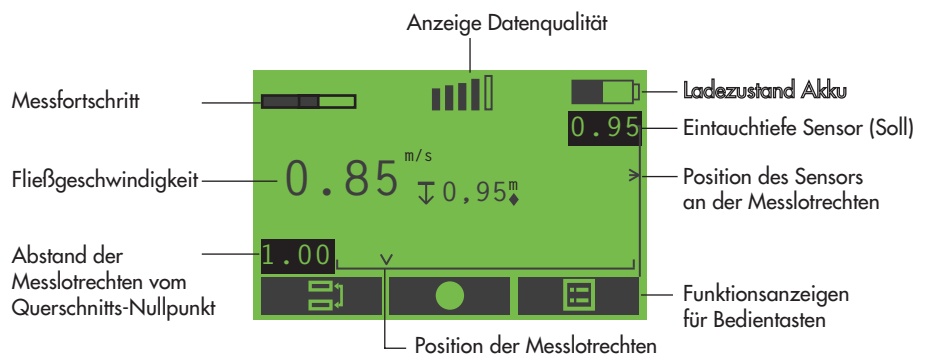 Anzeige Datenqualität
Messfortschritt
Ladezustand Akku
0.95
Eintauchtiefe Sensor (Soll)
m/s
Fließgeschwindigkeit
0.85
0,95 m
Position des Sensors
an der Messlotrechten
Abstand der
Messlotrechten vom
Querschnitts-Nullpunkt
1.00
Funktionsanzeigen
für Bedientasten
Position der Messlotrechten